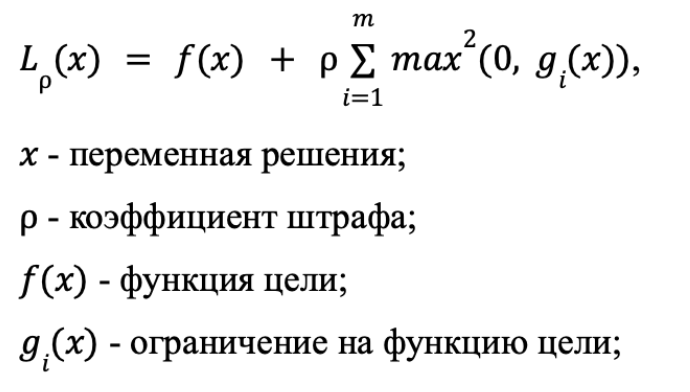 L_ρ(x) = f(x) + ρ ∑_{i=1}^{m} max²(0, g_i(x)),
x - переменная решения;
ρ - коэффициент штрафа;
f(x) - функция цели;
g_i(x) - ограничение на функцию цели;